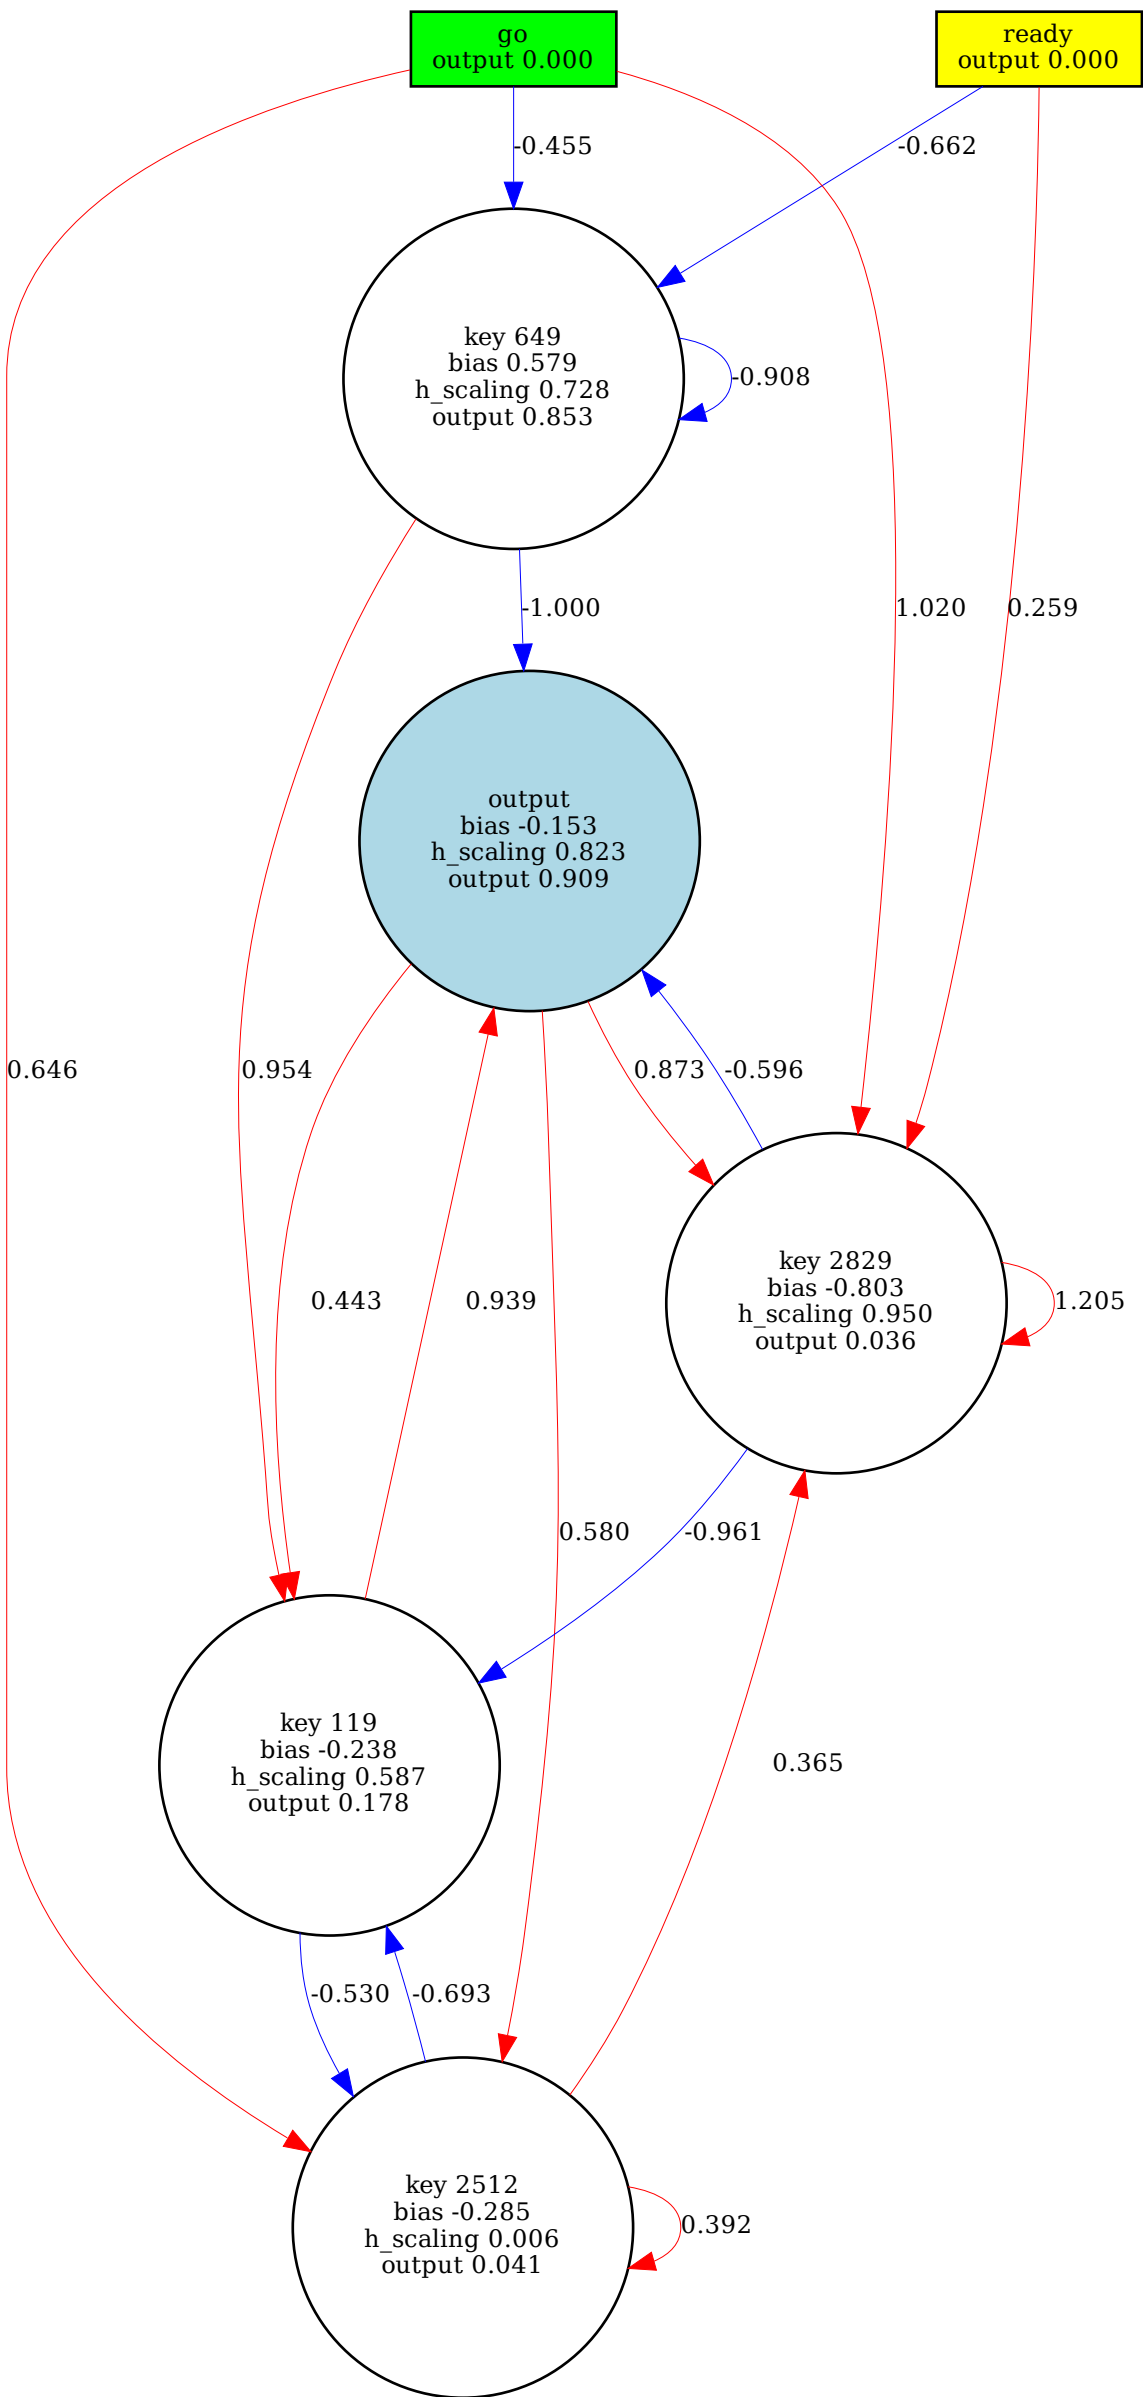 go
output 0.000
ready
output 0.000
-0.455
-0.662
key 649
bias 0.579
h_scaling 0.728
output 0.853
-0.908
-1.000
1.020
0.259
output
bias -0.153
h_scaling 0.823
output 0.909
0.646
0.954
0.873
-0.596
0.443
0.939
key 2829
bias -0.803
h_scaling 0.950
output 0.036
1.205
0.580
-0.961
key 119
bias -0.238
h_scaling 0.587
output 0.178
0.365
-0.530
-0.693
key 2512
bias -0.285
h_scaling 0.006
output 0.041
0.392